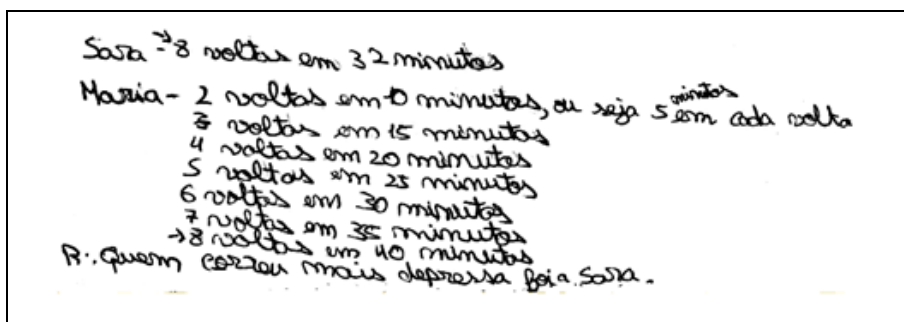 Sara → 8 voltas em 32 minutos
Maria - 2 voltas em 10 minutos, ou seja 5 minutos em cada volta
3 voltas em 15 minutos
4 voltas em 20 minutos
5 voltas em 25 minutos
6 voltas em 30 minutos
7 voltas em 35 minutos
→ 8 voltas em 40 minutos
R:. Quem correu mais depressa foi a Sara.